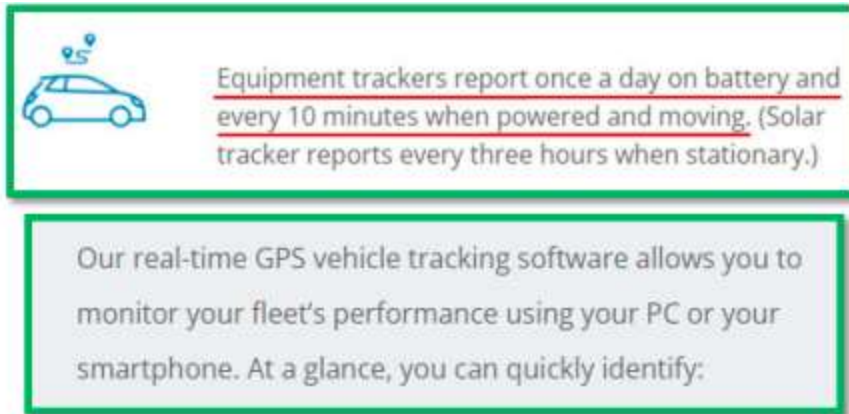 Equipment trackers report once a day on battery and
every 10 minutes when powered and moving. (Solar
tracker reports every three hours when stationary.)
Our real-time GPS vehicle tracking software allows you to
monitor your fleet's performance using your PC or your
smartphone. At a glance, you can quickly identify: